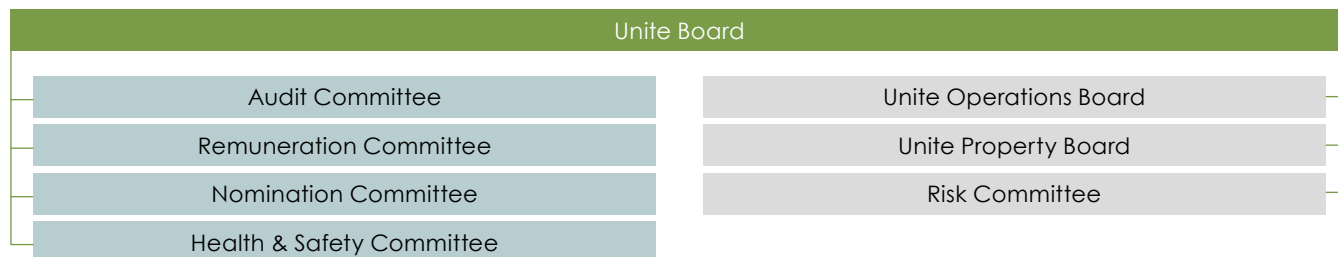 Unite Board
Audit Committee
Remuneration Committee
Nomination Committee
Health & Safety Committee
Unite Operations Board
Unite Property Board
Risk Committee